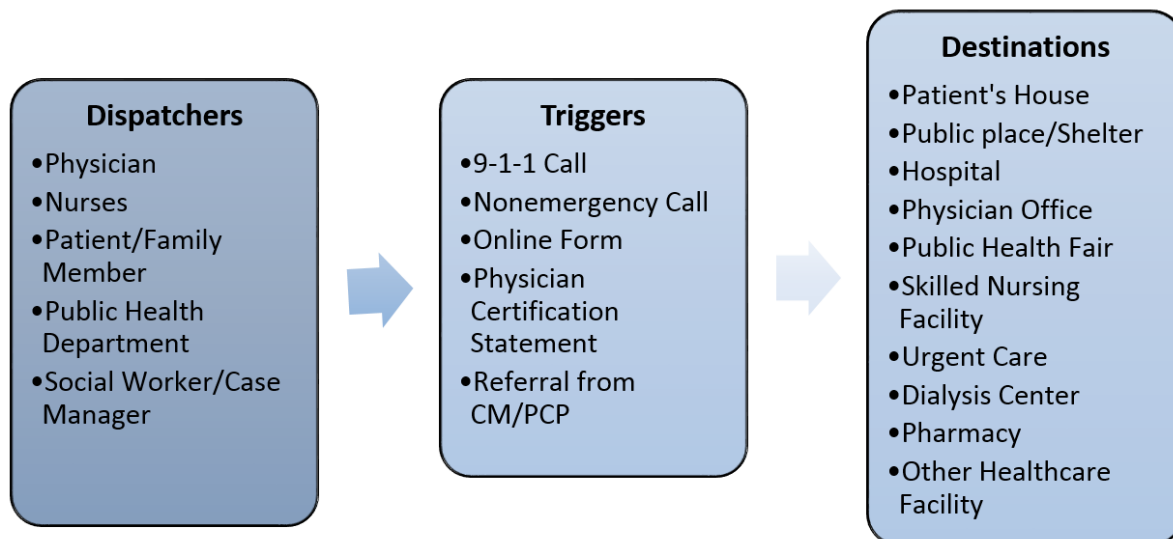 Dispatchers
•Physician
•Nurses
•Patient/Family
Member
•Public Health
Department
•Social Worker/Case
Manager
Triggers
•9-1-1 Call
•Nonemergency Call
•Online Form
•Physician
Certification
Statement
•Referral from
CM/PCP
Destinations
•Patient's House
•Public place/Shelter
•Hospital
•Physician Office
•Public Health Fair
•Skilled Nursing
Facility
•Urgent Care
•Dialysis Center
•Pharmacy
•Other Healthcare
Facility